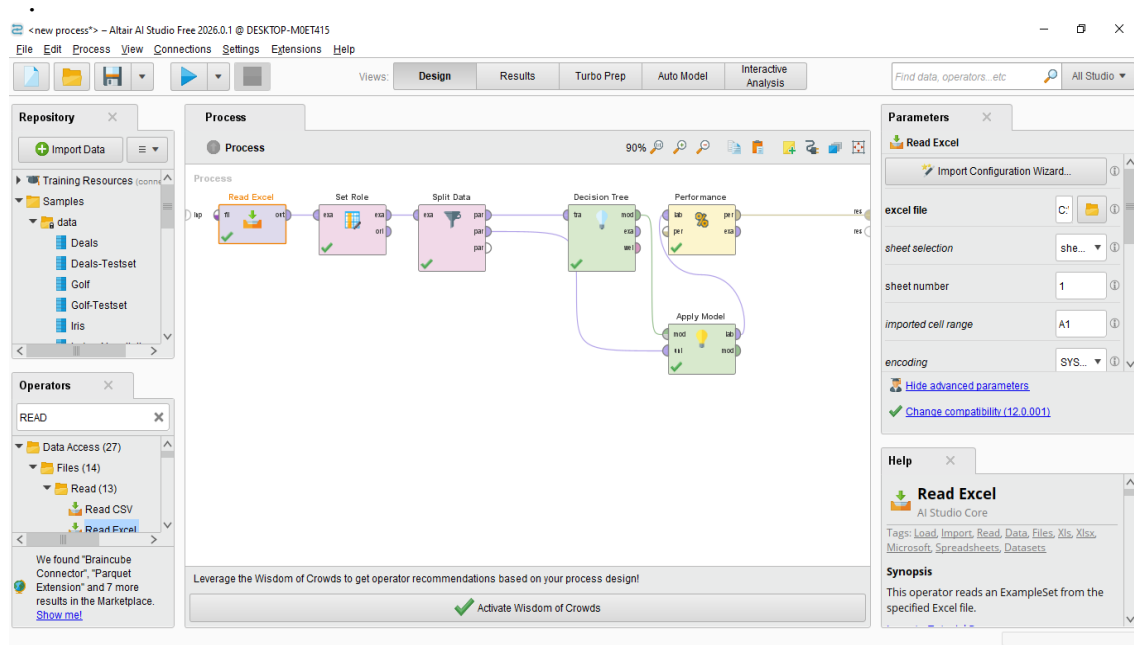 <new process*> – Altair AI Studio Free 2026.0.1 @ DESKTOP-M0ET415
File Edit Process View Connections Settings Extensions Help
Views:
Design
Results
Turbo Prep
Auto Model
Interactive
Analysis
Find data, operators...etc
All Studio
Repository
Import Data
Training Resources (conne
Samples
data
Deals
Deals-Testset
Golf
Golf-Testset
Iris
Operators
READ
Data Access (27)
Files (14)
Read (13)
Read CSV
Read Excel
We found "Braincube
Connector", "Parquet
Extension" and 7 more
results in the Marketplace.
Show me!
Process
Process
90%
Process
inp
Read Excel
fil
out
Set Role
exa
exa
ori
Split Data
exa
par
par
par
Decision Tree
tra
mod
exa
wei
Performance
lab
per
per
exa
Apply Model
mod
lab
unl
mod
res
res
Leverage the Wisdom of Crowds to get operator recommendations based on your process design!
Activate Wisdom of Crowds
Parameters
Read Excel
Import Configuration Wizard...
excel file
C:'
sheet selection
she...
sheet number
1
imported cell range
A1
encoding
SYS...
Hide advanced parameters
Change compatibility (12.0.001)
Help
Read Excel
AI Studio Core
Tags: Load, Import, Read, Data, Files, Xls, Xlsx,
Microsoft, Spreadsheets, Datasets
Synopsis
This operator reads an ExampleSet from the
specified Excel file.